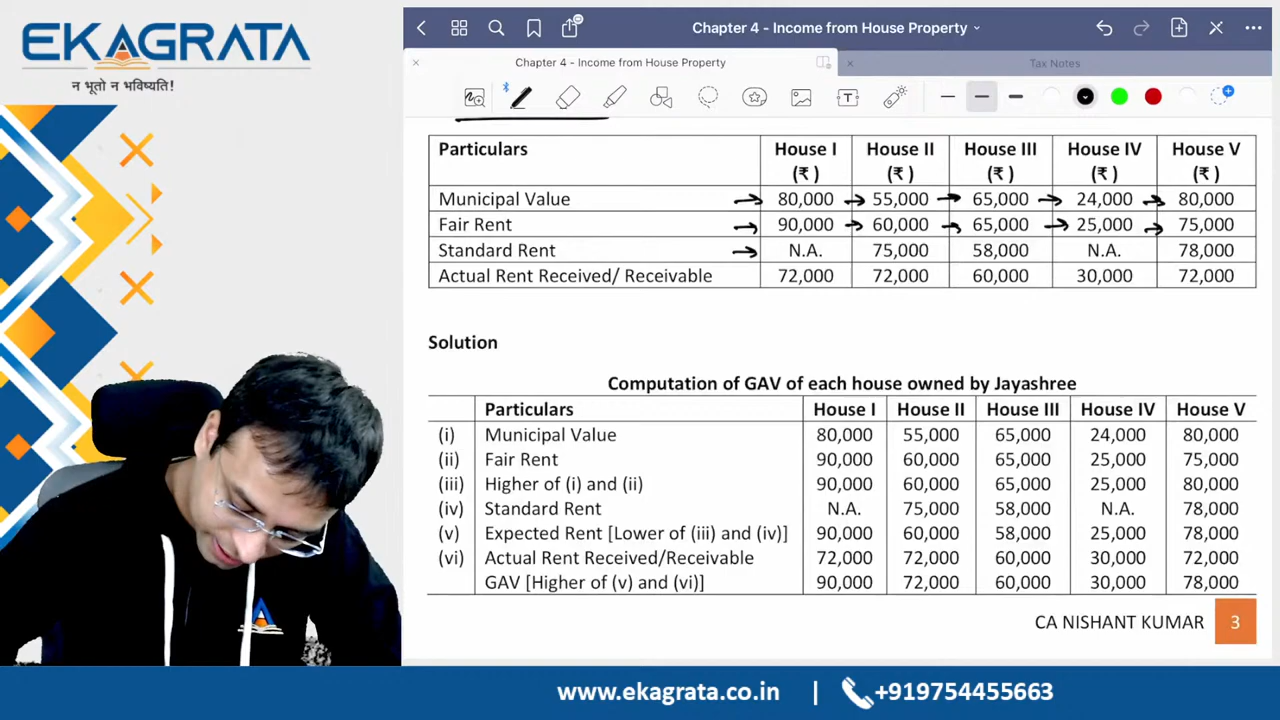 EKAGRATA
न भूतो न भविष्यति!
Chapter 4 - Income from House Property
Chapter 4 - Income from House Property
Tax Notes
Particulars House I (₹ ) House II (₹ ) House III (₹ ) House IV (₹ ) House V (₹ )
Municipal Value 80,000 55,000 65,000 24,000 80,000
Fair Rent 90,000 60,000 65,000 25,000 75,000
Standard Rent N.A. 75,000 58,000 N.A. 78,000
Actual Rent Received/ Receivable 72,000 72,000 60,000 30,000 72,000
Solution
Computation of GAV of each house owned by Jayashree
Particulars House I House II House III House IV House V
(i) Municipal Value 80,000 55,000 65,000 24,000 80,000
(ii) Fair Rent 90,000 60,000 65,000 25,000 75,000
(iii) Higher of (i) and (ii) 90,000 60,000 65,000 25,000 80,000
(iv) Standard Rent N.A. 75,000 58,000 N.A. 78,000
(v) Expected Rent [Lower of (iii) and (iv)] 90,000 60,000 58,000 25,000 78,000
(vi) Actual Rent Received/Receivable 72,000 72,000 60,000 30,000 72,000
GAV [Higher of (v) and (vi)] 90,000 72,000 60,000 30,000 78,000
CA NISHANT KUMAR 3
www.ekagrata.co.in | +919754455663